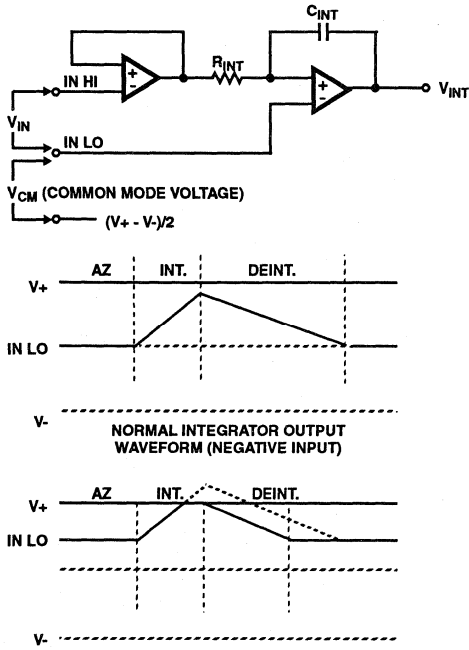 CINT
+
-
RINT
+
-
VINT
IN HI
VIN
IN LO
VCM (COMMON MODE VOLTAGE)
(V+ - V-)/2
AZ INT. DEINT.
V+
IN LO
V-
NORMAL INTEGRATOR OUTPUT
WAVEFORM (NEGATIVE INPUT)
AZ INT. DEINT.
V+
IN LO
V-